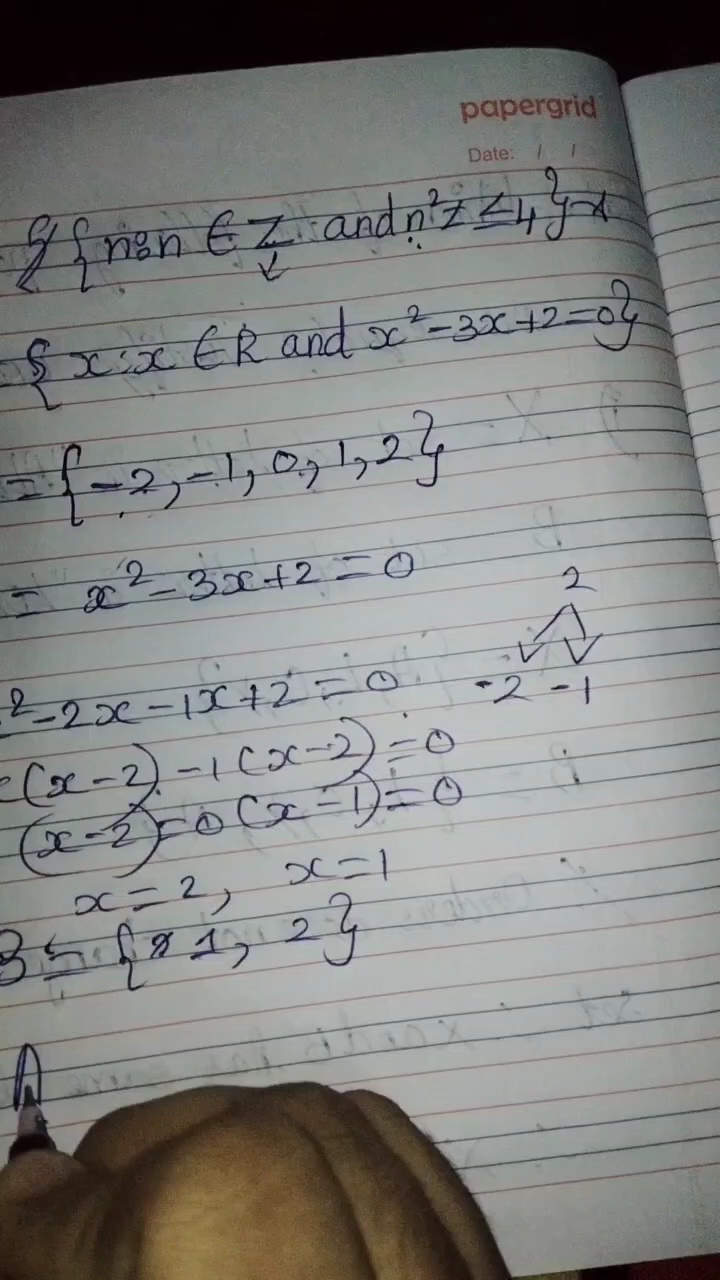 papergrid
Date: / /
{n:n ∈ Z and n² ≤ 4}
{x:x ∈ R and x²-3x+2=0}
= {-2,-1,0,1,2}
= x²-3x+2=0
2
²-2x-1x+2=0 -2 -1
(x-2)-1(x-2)=0
(x-2)=0(x-1)=0
x=2, x=1
B = {1, 2}
A